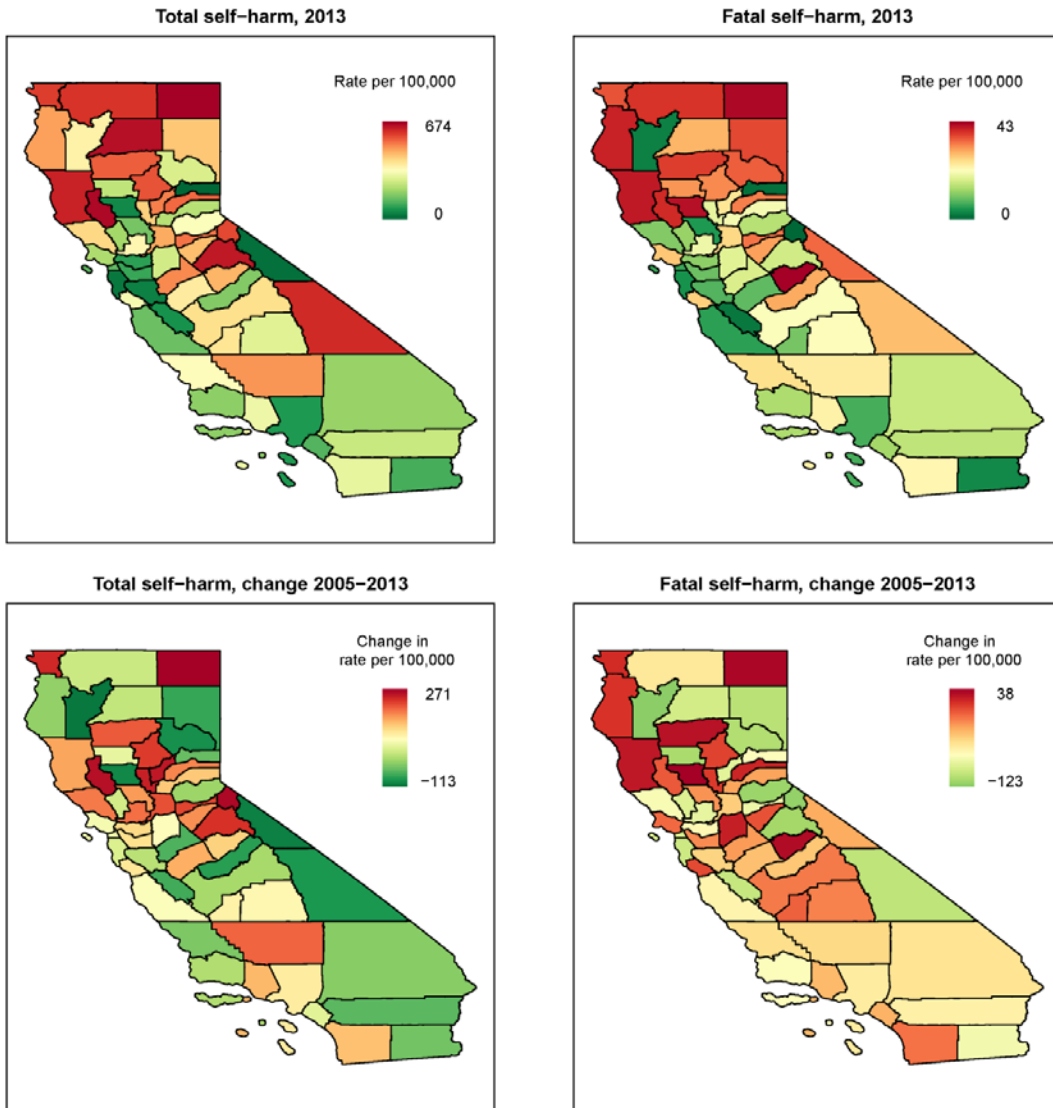 Total self−harm, 2013
Rate per 100,000
674
0
Fatal self−harm, 2013
Rate per 100,000
43
0
Total self−harm, change 2005−2013
Change in
rate per 100,000
271
−113
Fatal self−harm, change 2005−2013
Change in
rate per 100,000
38
−123